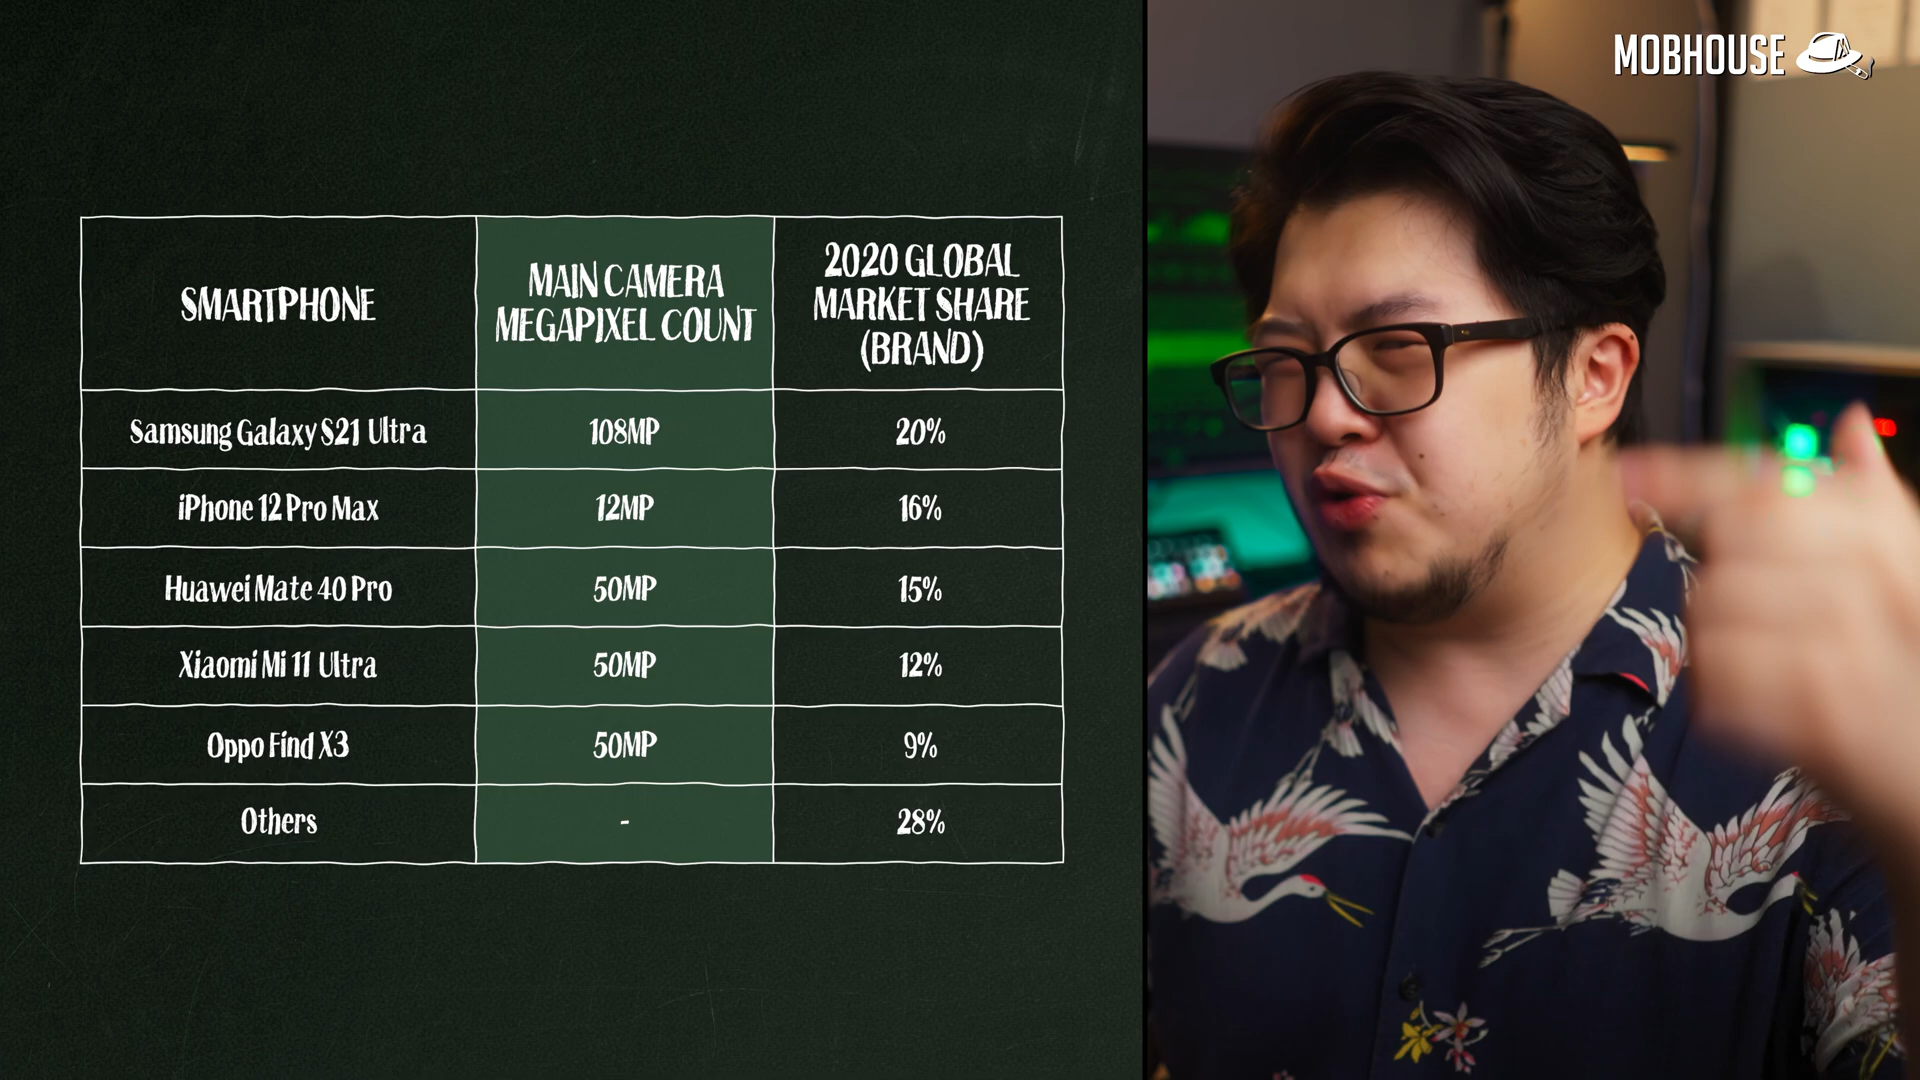 MOBHOUSE
SMARTPHONE
MAIN CAMERA
MEGAPIXEL COUNT
2020 GLOBAL
MARKET SHARE
(BRAND)
Samsung Galaxy S21 Ultra
108MP
20%
iPhone 12 Pro Max
12MP
16%
Huawei Mate 40 Pro
50MP
15%
Xiaomi Mi 11 Ultra
50MP
12%
Oppo Find X3
50MP
9%
Others
-
28%